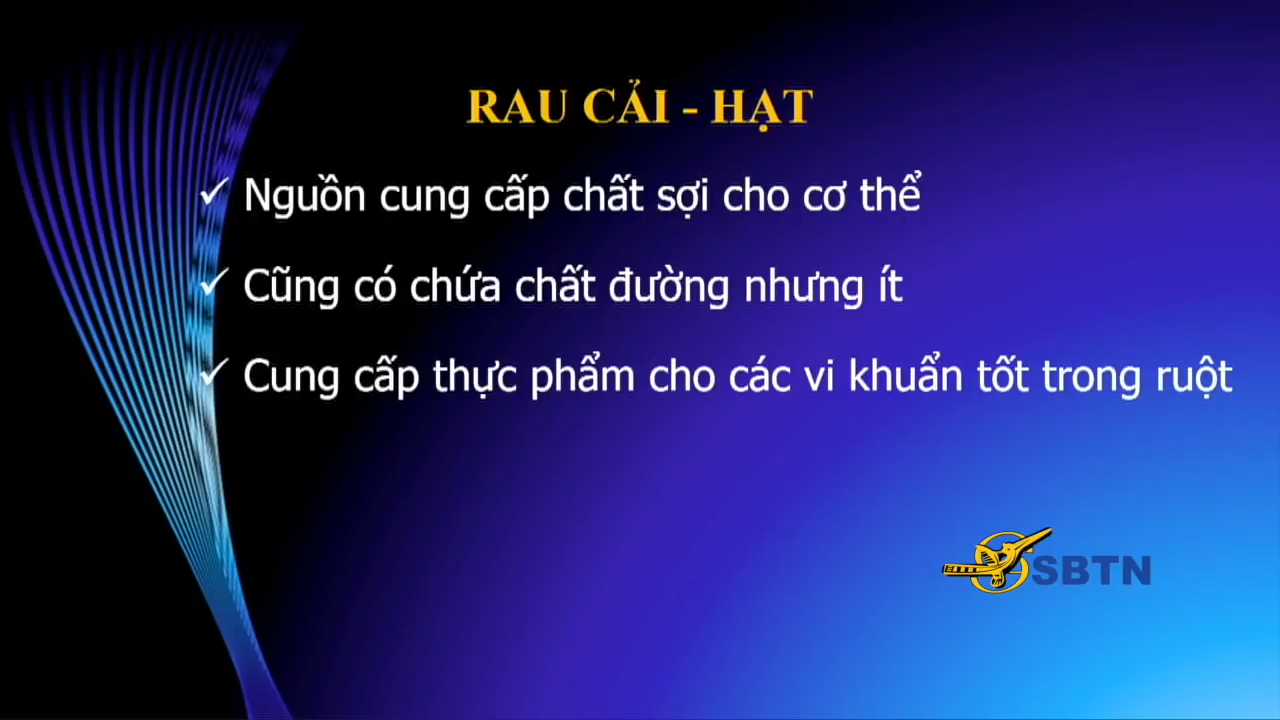 RAU CẢI - HẠT
Nguồn cung cấp chất sợi cho cơ thể
Cũng có chứa chất đường nhưng ít
Cung cấp thực phẩm cho các vi khuẩn tốt trong ruột
SBTN